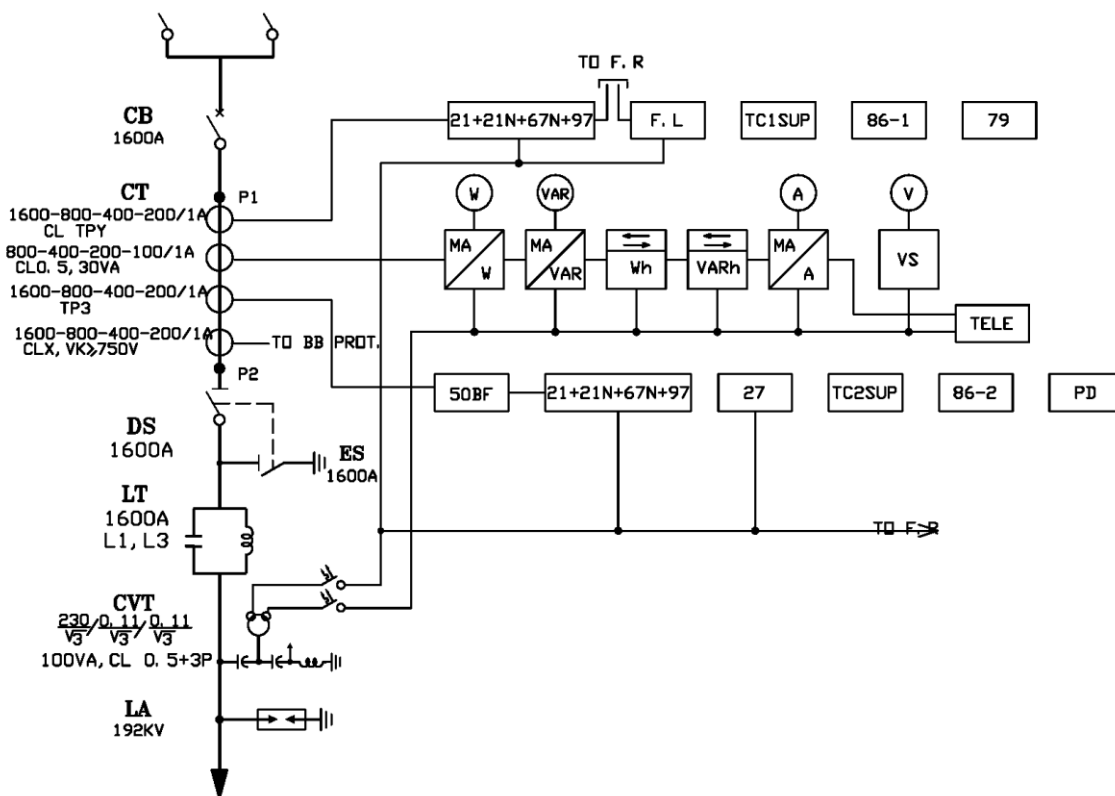 TO F.R
CB
1600A
21+21N+67N+97
F.L
TC1SUP
86-1
79
CT
P1
1600-800-400-200/1A
CL TPY
W
VAR
A
V
800-400-200-100/1A
CL0.5,30VA
MA
W
MA
VAR
Wh
VARh
MA
A
VS
1600-800-400-200/1A
TP3
TELE
1600-800-400-200/1A
CLX,VK≥750V
TO BB PROT.
P2
50BF
21+21N+67N+97
27
TC2SUP
86-2
PD
DS
1600A
ES
1600A
LT
1600A
L1,L3
TO F.R
CVT
230/√3/0.11/√3/0.11/√3
100VA,CL 0.5+3P
LA
192KV